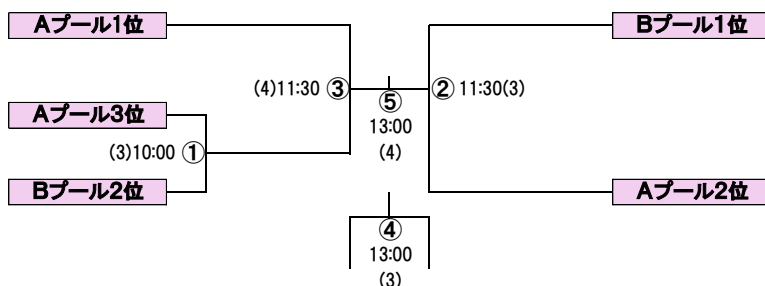 Aプール1位
Bプール1位
(4)11:30 ③
② 11:30(3)
⑤
13:00
(4)
Aプール3位
(3)10:00 ①
Bプール2位
Aプール2位
④
13:00
(3)